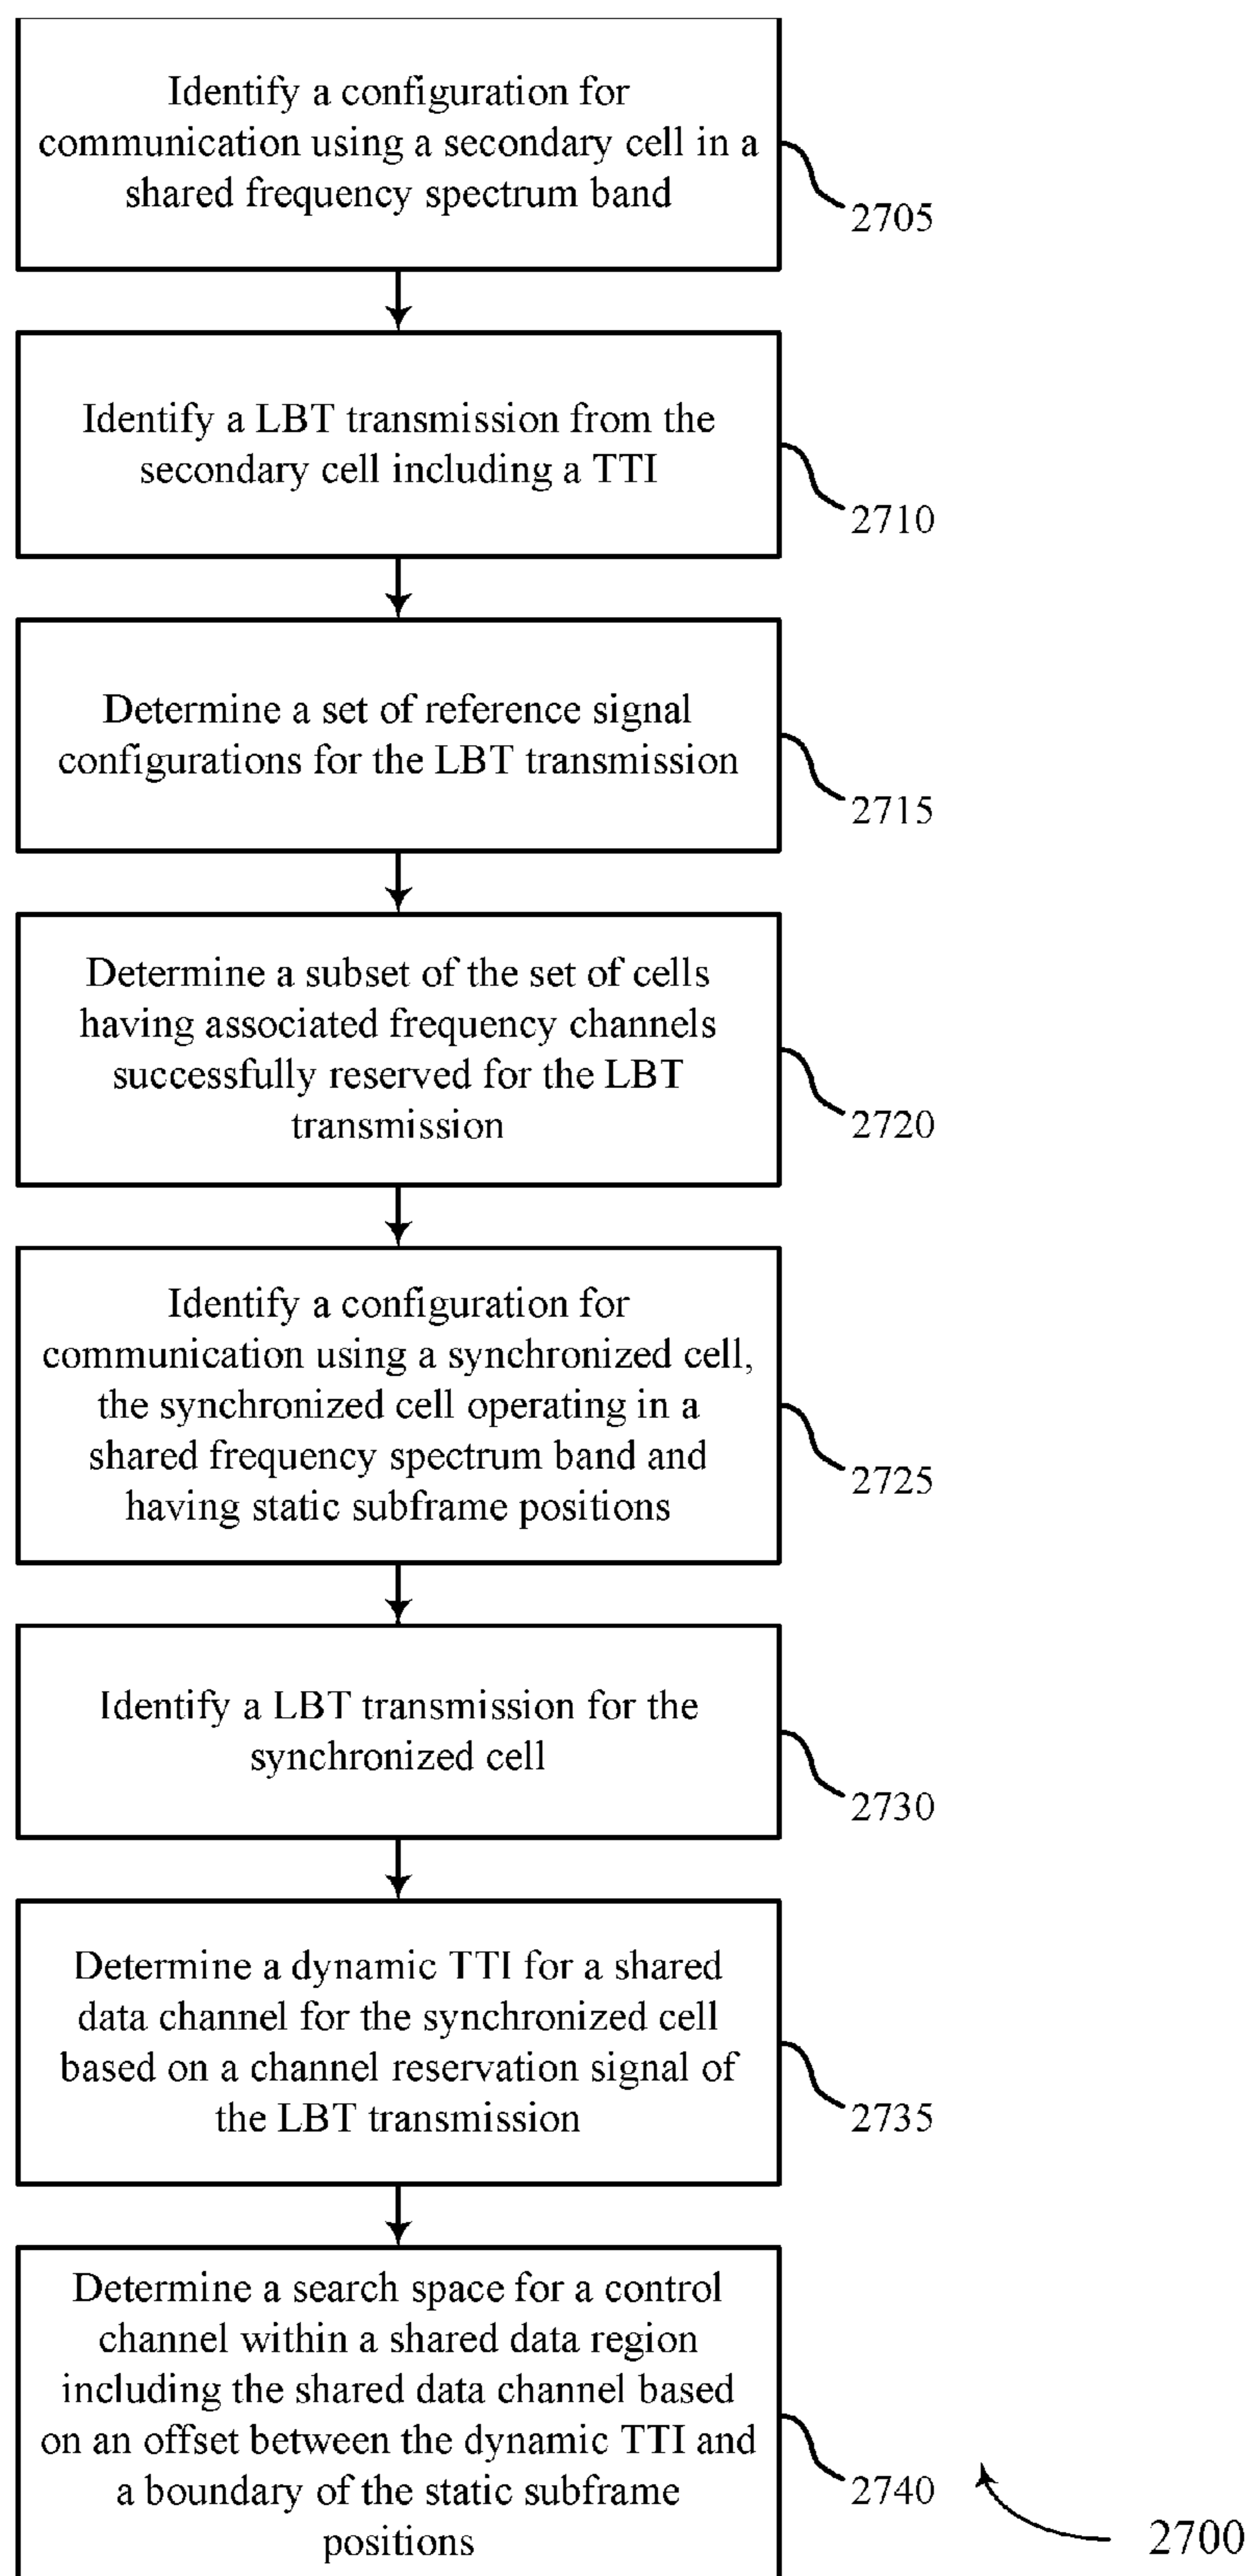 Identify a configuration for
communication using a secondary cell in a
shared frequency spectrum band
2705
Identify a LBT transmission from the
secondary cell including a TTI
2710
Determine a set of reference signal
configurations for the LBT transmission
2715
Determine a subset of the set of cells
having associated frequency channels
successfully reserved for the LBT
transmission
2720
Identify a configuration for
communication using a synchronized cell,
the synchronized cell operating in a
shared frequency spectrum band and
having static subframe positions
2725
Identify a LBT transmission for the
synchronized cell
2730
Determine a dynamic TTI for a shared
data channel for the synchronized cell
based on a channel reservation signal of
the LBT transmission
2735
Determine a search space for a control
channel within a shared data region
including the shared data channel based
on an offset between the dynamic TTI and
a boundary of the static subframe
positions
2740
2700